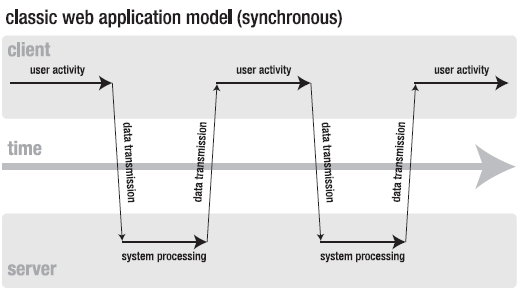 classic web application model (synchronous)
client
user activity
user activity
user activity
data transmission
data transmission
data transmission
data transmission
time
system processing
system processing
server